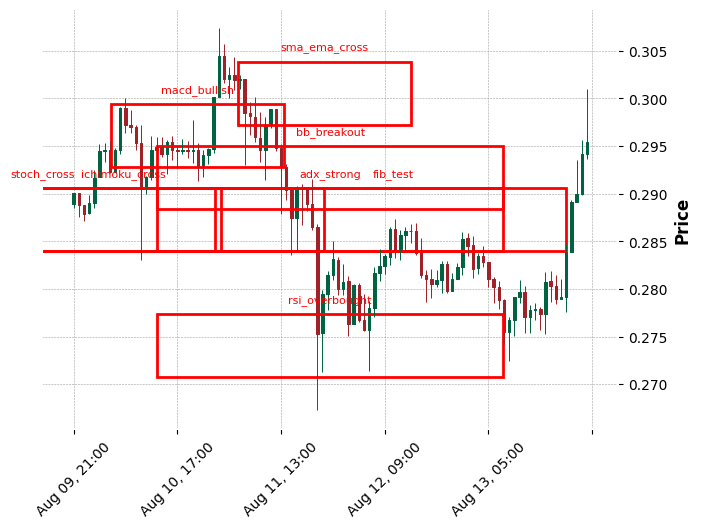 sma_ema_cross
0.305
macd_bullish
0.300
bb_breakout
0.295
stoch_cross
ichimoku_cross
adx_strong
fib_test
0.290
0.285
rsi_overbought
0.280
0.275
0.270
Price
Aug 09, 21:00
Aug 10, 17:00
Aug 11, 13:00
Aug 12, 09:00
Aug 13, 05:00